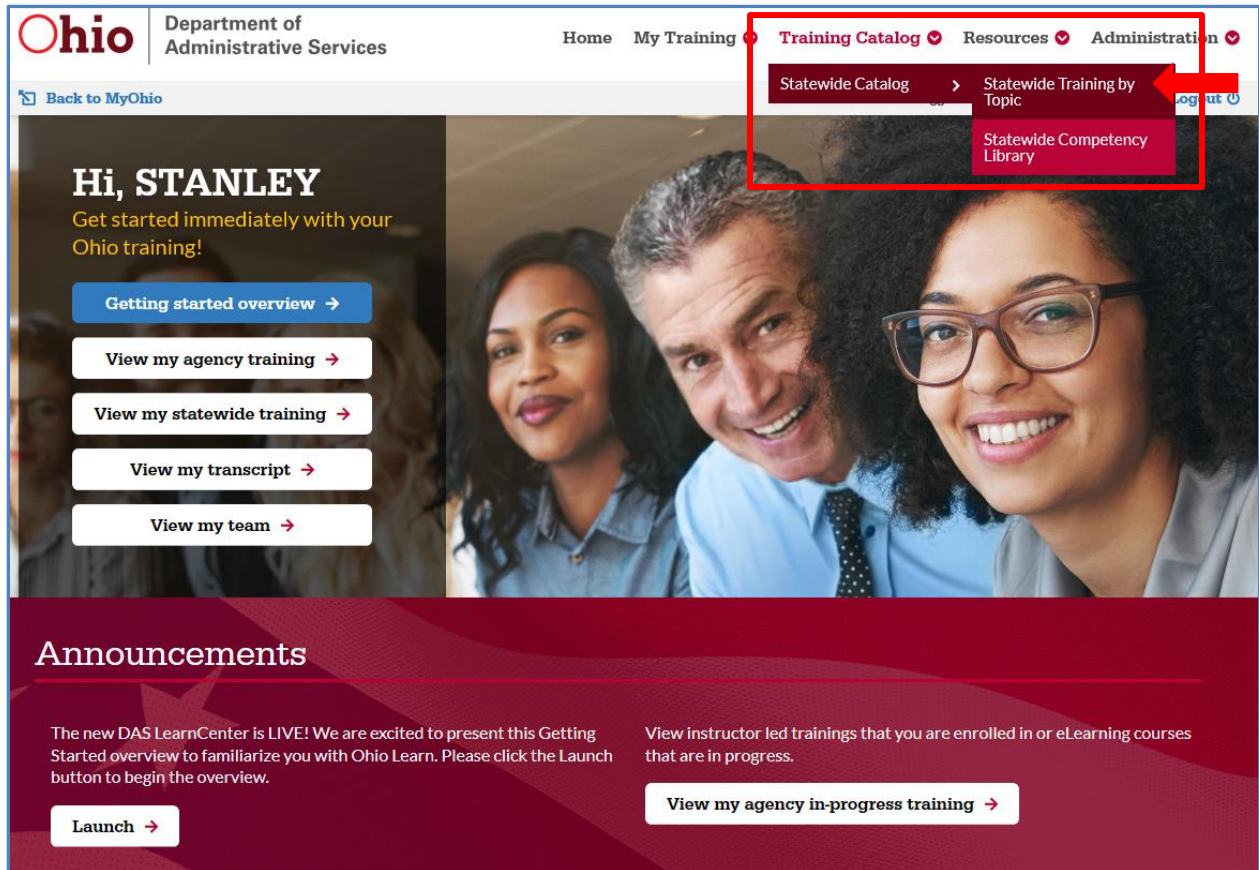 Ohio
Department of
Administrative Services
Home My Training Training Catalog Resources Administration
Statewide Catalog
Statewide Training by
Topic
Statewide Competency
Library
Back to MyOhio
Logout
Hi, STANLEY
Get started immediately with your
Ohio training!
Getting started overview →
View my agency training →
View my statewide training →
View my transcript →
View my team →
Announcements
The new DAS LearnCenter is LIVE! We are excited to present this Getting
Started overview to familiarize you with Ohio Learn. Please click the Launch
button to begin the overview.
Launch →
View instructor led trainings that you are enrolled in or eLearning courses
that are in progress.
View my agency in-progress training →